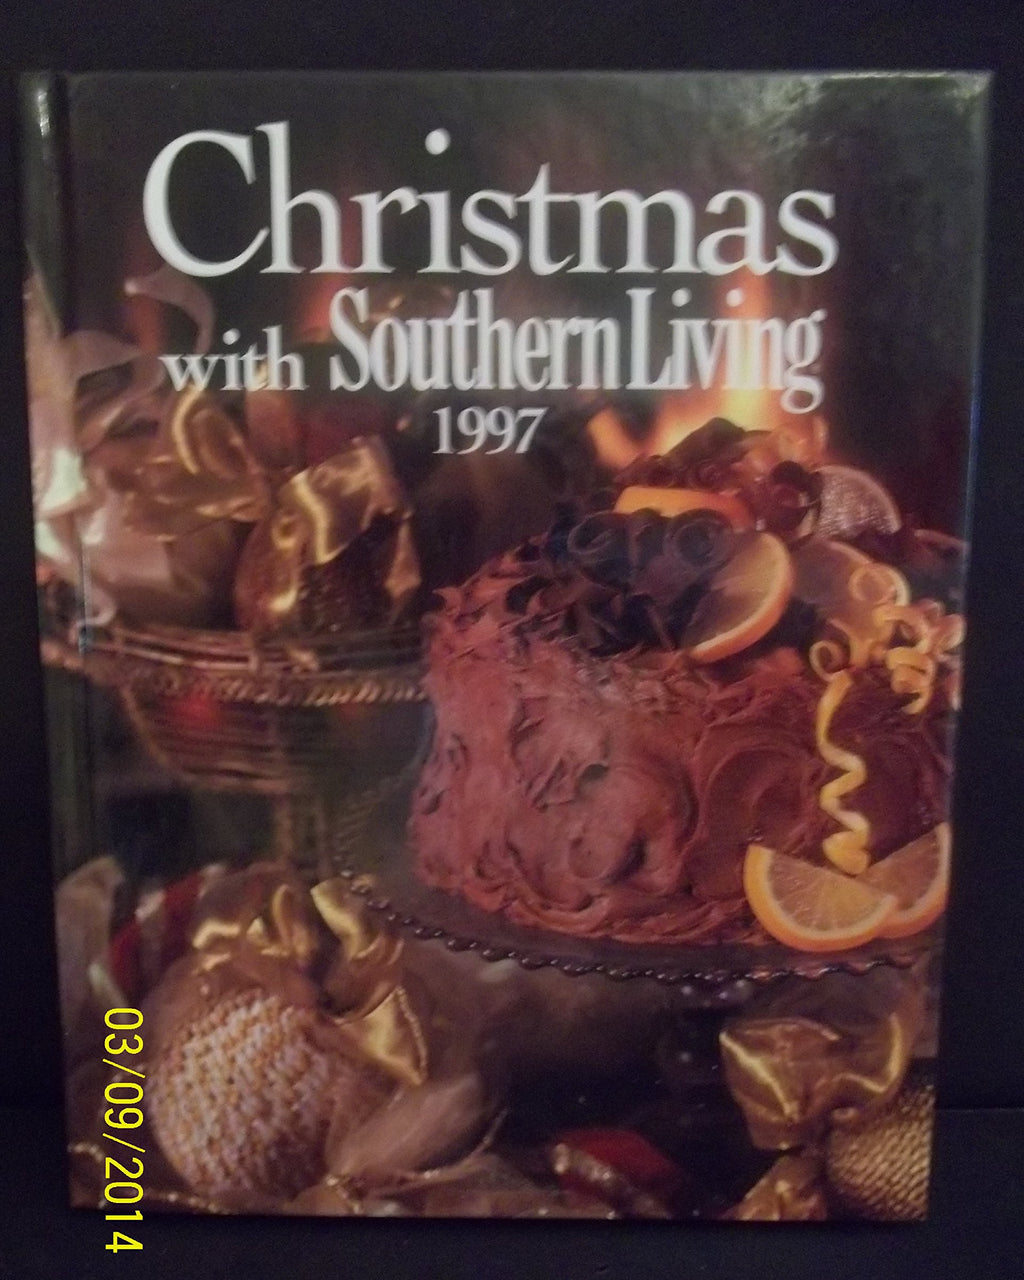 Christmas
with Southern Living
1997
03/09/2014